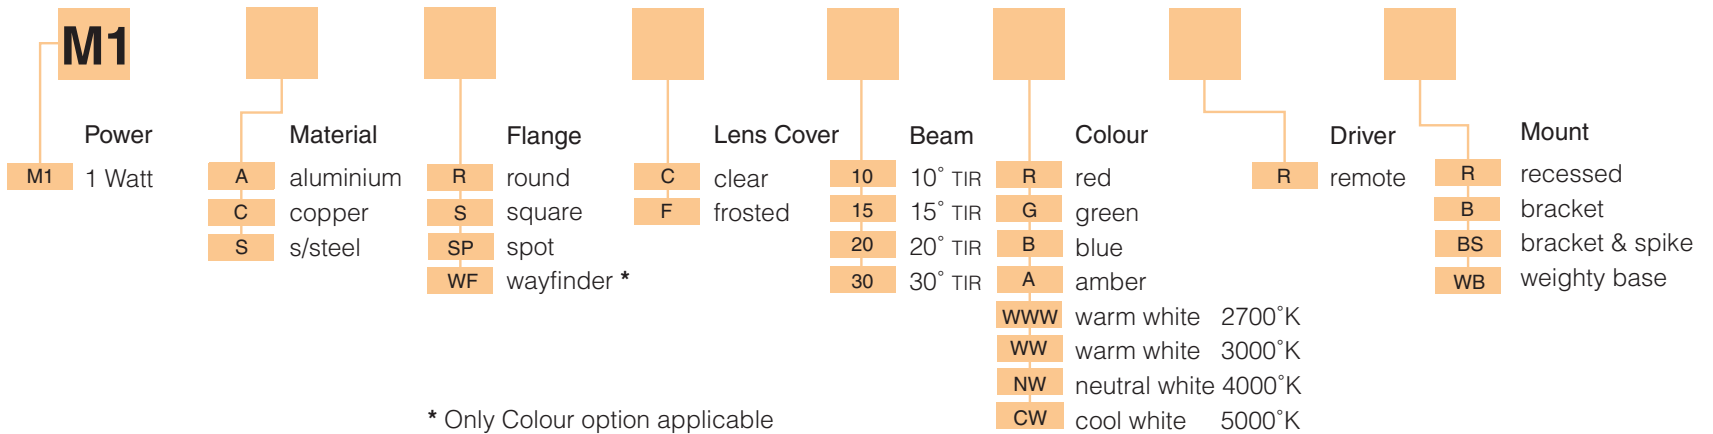 M1
Power Material Flange Lens Cover Beam Colour Driver Mount
M1 1 Watt A aluminium R round C clear 10 10° TIR R red R remote R recessed
C copper S square F frosted 15 15° TIR G green B bracket
S s/steel SP spot 20 20° TIR B blue BS bracket & spike
WF wayfinder * 30 30° TIR A amber WB weighty base
WWW warm white 2700°K
WW warm white 3000°K
NW neutral white 4000°K
* Only Colour option applicable CW cool white 5000°K